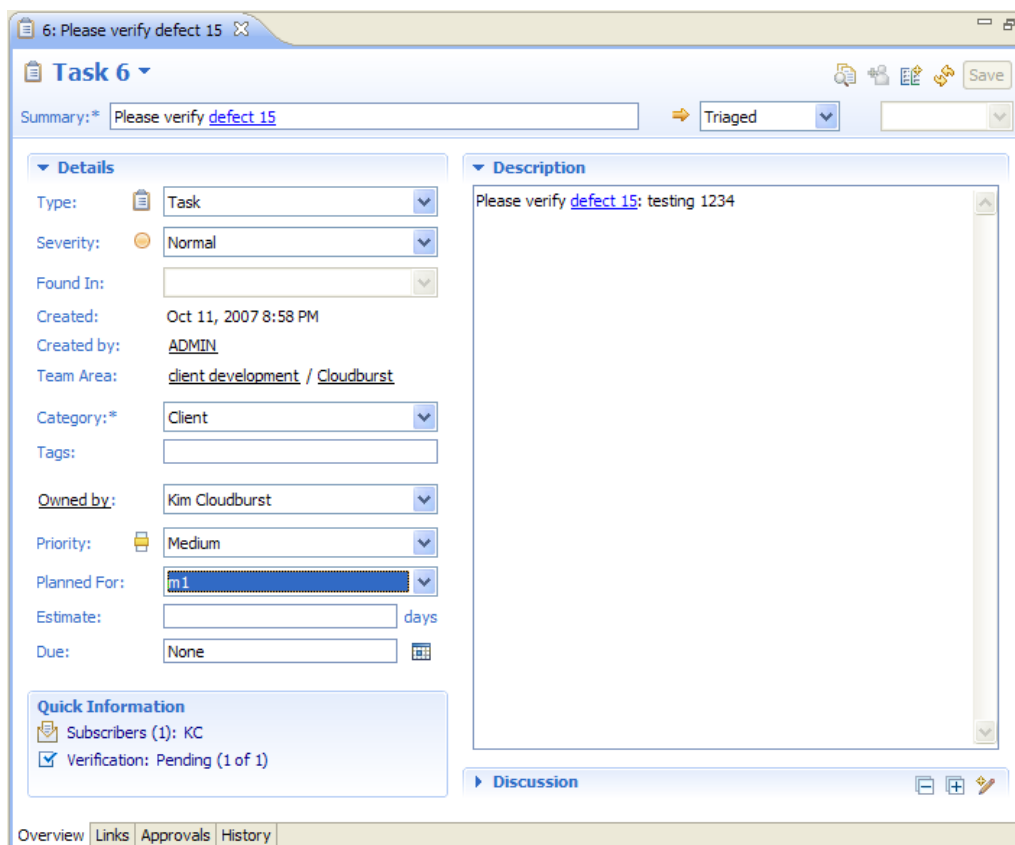 6: Please verify defect 15
Task 6
Save
Summary:* Please verify defect 15 Triaged
Details
Type: Task
Severity: Normal
Found In:
Created: Oct 11, 2007 8:58 PM
Created by: ADMIN
Team Area: client development / Cloudburst
Category:* Client
Tags:
Owned by: Kim Cloudburst
Priority: Medium
Planned For: m1
Estimate: days
Due: None
Quick Information
Subscribers (1): KC
Verification: Pending (1 of 1)
Description
Please verify defect 15: testing 1234
Discussion
Overview Links Approvals History